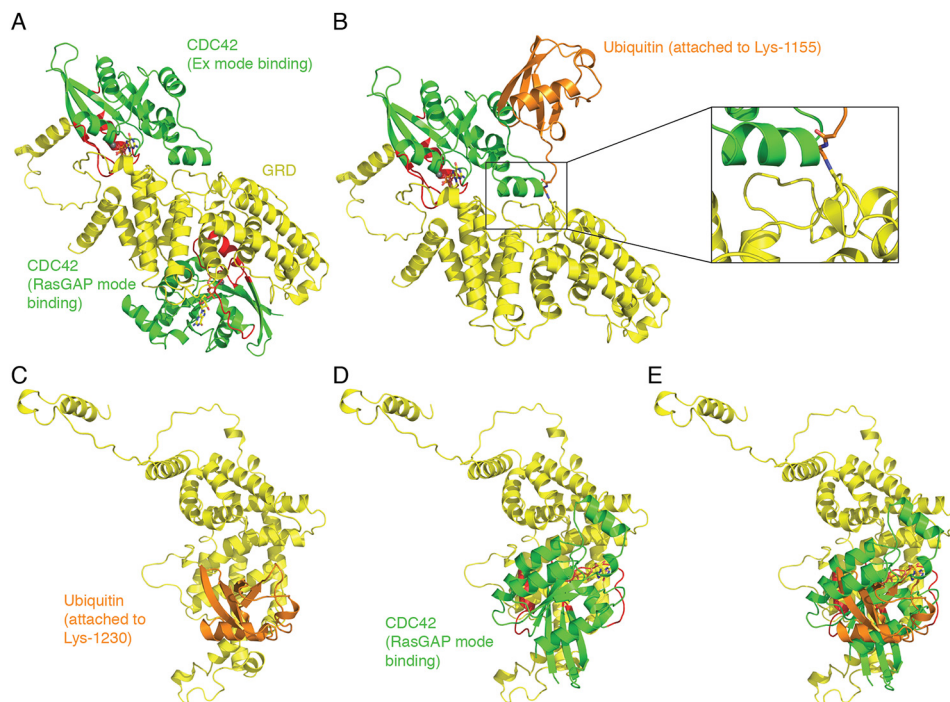 A
CDC42
(Ex mode binding)
GRD
CDC42
(RasGAP mode
binding)
B
Ubiquitin (attached to Lys-1155)
C
Ubiquitin
(attached to
Lys-1230)
D
CDC42
(RasGAP mode
binding)
E